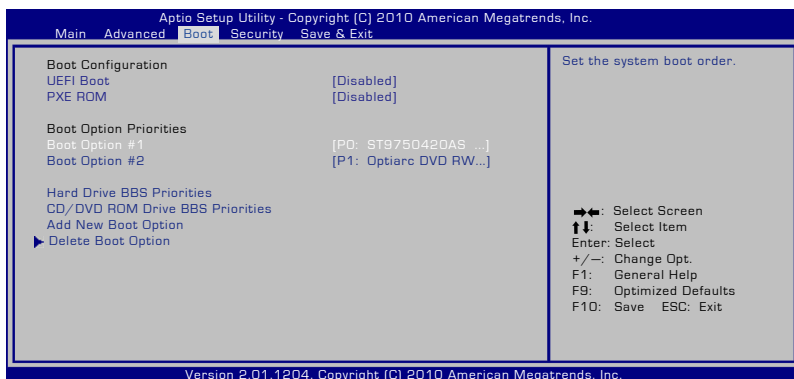 Aptio Setup Utility - Copyright (C) 2010 American Megatrends, Inc.
Main Advanced Boot Security Save & Exit
Boot Configuration
UEFI Boot [Disabled]
PXE ROM [Disabled]
Boot Option Priorities
Boot Option #1 [P0: ST9750420AS ...]
Boot Option #2 [P1: Optiarc DVD RW...]
Hard Drive BBS Priorities
CD/DVD ROM Drive BBS Priorities
Add New Boot Option
Delete Boot Option
Set the system boot order.
→←: Select Screen
↑↓: Select Item
Enter: Select
+/—: Change Opt.
F1: General Help
F9: Optimized Defaults
F10: Save ESC: Exit
Version 2.01.1204. Copyright (C) 2010 American Megatrends, Inc.